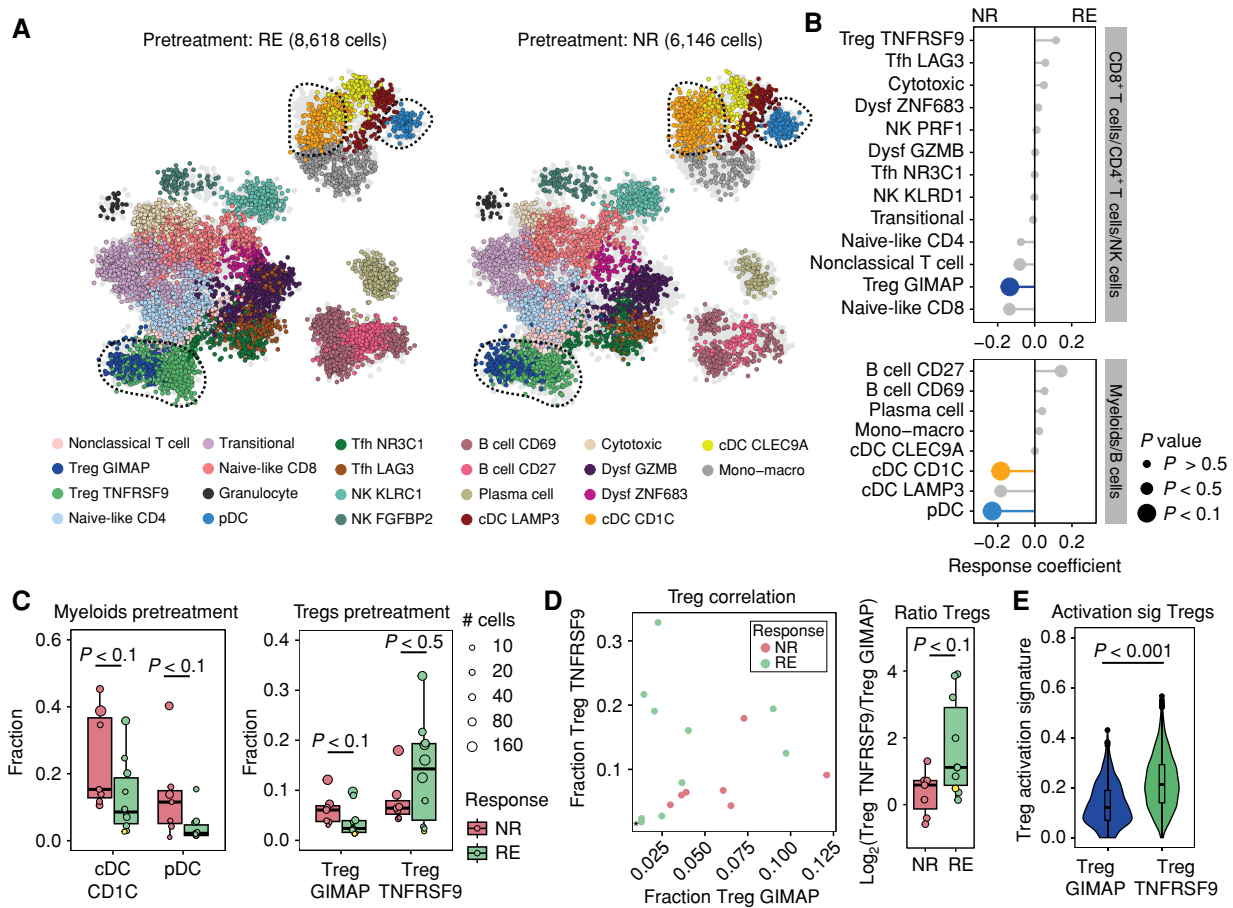 A
Pretreatment: RE (8,618 cells)
Pretreatment: NR (6,146 cells)
Nonclassical T cell
Treg GIMAP
Treg TNFRSF9
Naive-like CD4
Transitional
Naive-like CD8
Granulocyte
pDC
Tfh NR3C1
Tfh LAG3
NK KLRC1
NK FGFBP2
B cell CD69
B cell CD27
Plasma cell
cDC LAMP3
Cytotoxic
Dysf GZMB
Dysf ZNF683
cDC CD1C
cDC CLEC9A
Mono-macro
B
NR RE
Treg TNFRSF9
Tfh LAG3
Cytotoxic
Dysf ZNF683
NK PRF1
Dysf GZMB
Tfh NR3C1
NK KLRD1
Transitional
Naive-like CD4
Nonclassical T cell
Treg GIMAP
Naive-like CD8
−0.2 0.0 0.2
CD8+ T cells/CD4+ T cells/NK cells
B cell CD27
B cell CD69
Plasma cell
Mono-macro
cDC CLEC9A
cDC CD1C
cDC LAMP3
pDC
−0.2 0.0 0.2
Response coefficient
Myeloids/B cells
P value
P > 0.5
P < 0.5
P < 0.1
C
Myeloids pretreatment
Fraction
0.6
0.4
0.2
0.0
P < 0.1
P < 0.1
cDC
CD1C
pDC
Tregs pretreatment
Fraction
0.4
0.3
0.2
0.1
0.0
P < 0.1
P < 0.5
Treg
GIMAP
Treg
TNFRSF9
# cells
10
20
40
80
160
Response
NR
RE
D
Treg correlation
Fraction Treg TNFRSF9
0.3
0.2
0.1
Response
NR
RE
*
0.025
0.050
0.075
0.100
0.125
Fraction Treg GIMAP
Ratio Tregs
Log2(Treg TNFRSF9/Treg GIMAP)
P < 0.1
4
2
0
NR RE
E
Activation sig Tregs
Treg activation signature
0.8
0.6
0.4
0.2
0.0
P < 0.001
Treg
GIMAP
Treg
TNFRSF9